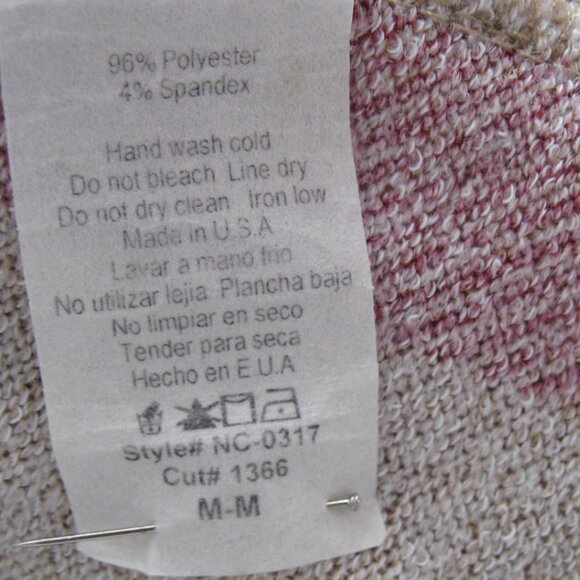 96% Polyester
4% Spandex
Hand wash cold
Do not bleach Line dry
Do not dry clean Iron low
Made in U.S.A
Lavar a mano frin
No utilizar lejia Plancha baja
No limpiar en seco
Tender para seca
Hecho en E.U.A
Style# NC-0317
Cut# 1366
M-M